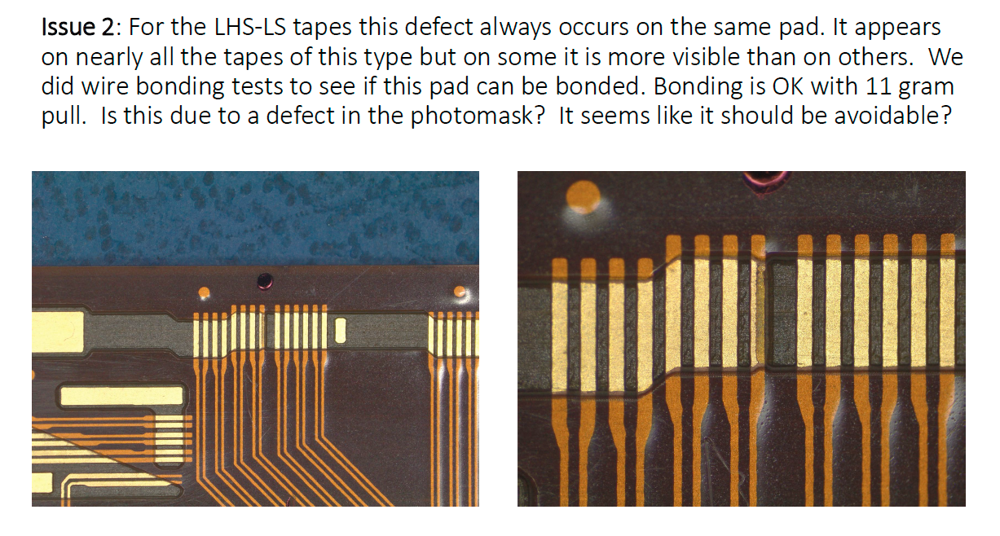 Issue 2: For the LHS-LS tapes this defect always occurs on the same pad. It appears
on nearly all the tapes of this type but on some it is more visible than on others.  We
did wire bonding tests to see if this pad can be bonded. Bonding is OK with 11 gram
pull.  Is this due to a defect in the photomask?  It seems like it should be avoidable?